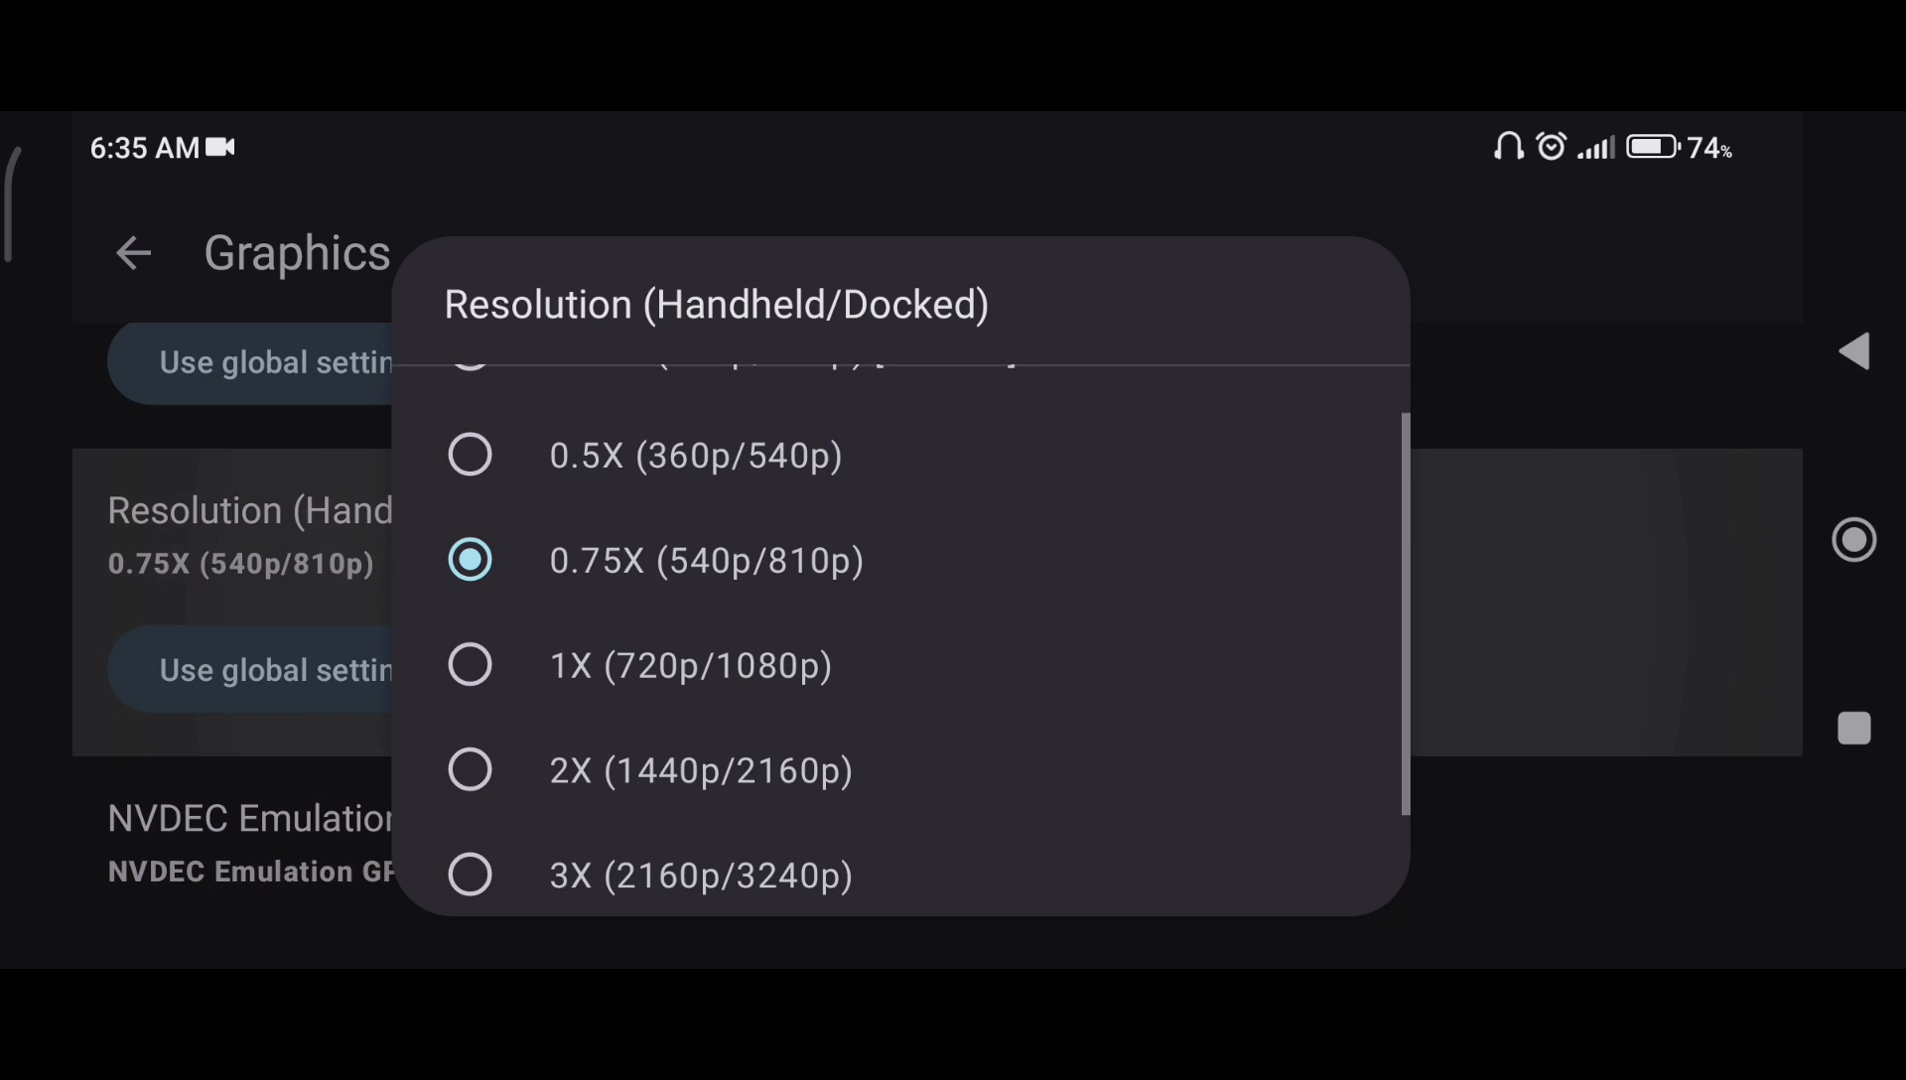 6:35 AM
74%
Graphics
Resolution (Handheld/Docked)
Use global settin
0.5X (360p/540p)
Resolution (Hand
0.75X (540p/810p)
0.75X (540p/810p)
1X (720p/1080p)
Use global settin
2X (1440p/2160p)
NVDEC Emulation
NVDEC Emulation GP
3X (2160p/3240p)